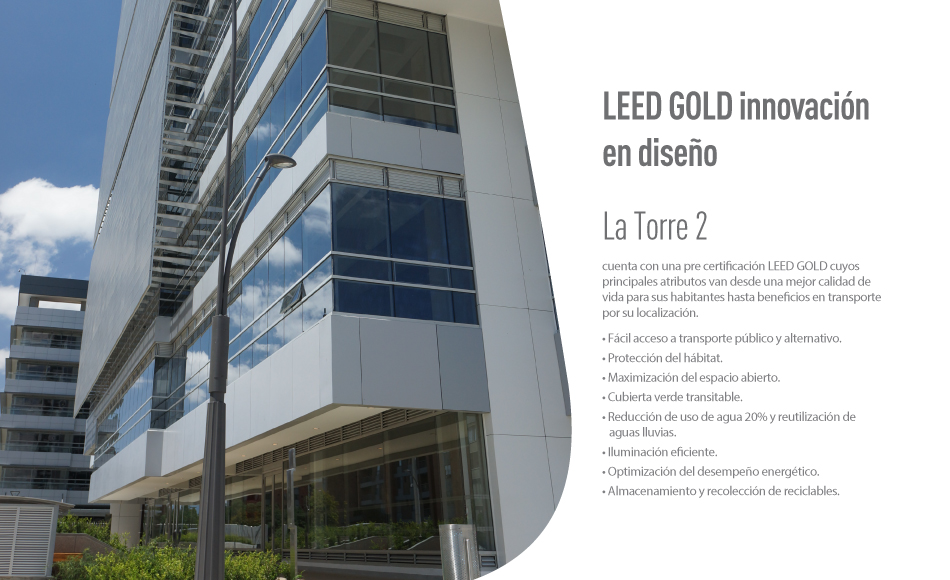 LEED GOLD innovación
en diseño
La Torre 2
cuenta con una pre certificación LEED GOLD cuyos
principales atributos van desde una mejor calidad de
vida para sus habitantes hasta beneficios en transporte
por su localización.
• Fácil acceso a transporte público y alternativo.
• Protección del hábitat.
• Maximización del espacio abierto.
• Cubierta verde transitable.
• Reducción de uso de agua 20% y reutilización de
aguas lluvias.
• Iluminación eficiente.
• Optimización del desempeño energético.
• Almacenamiento y recolección de reciclables.